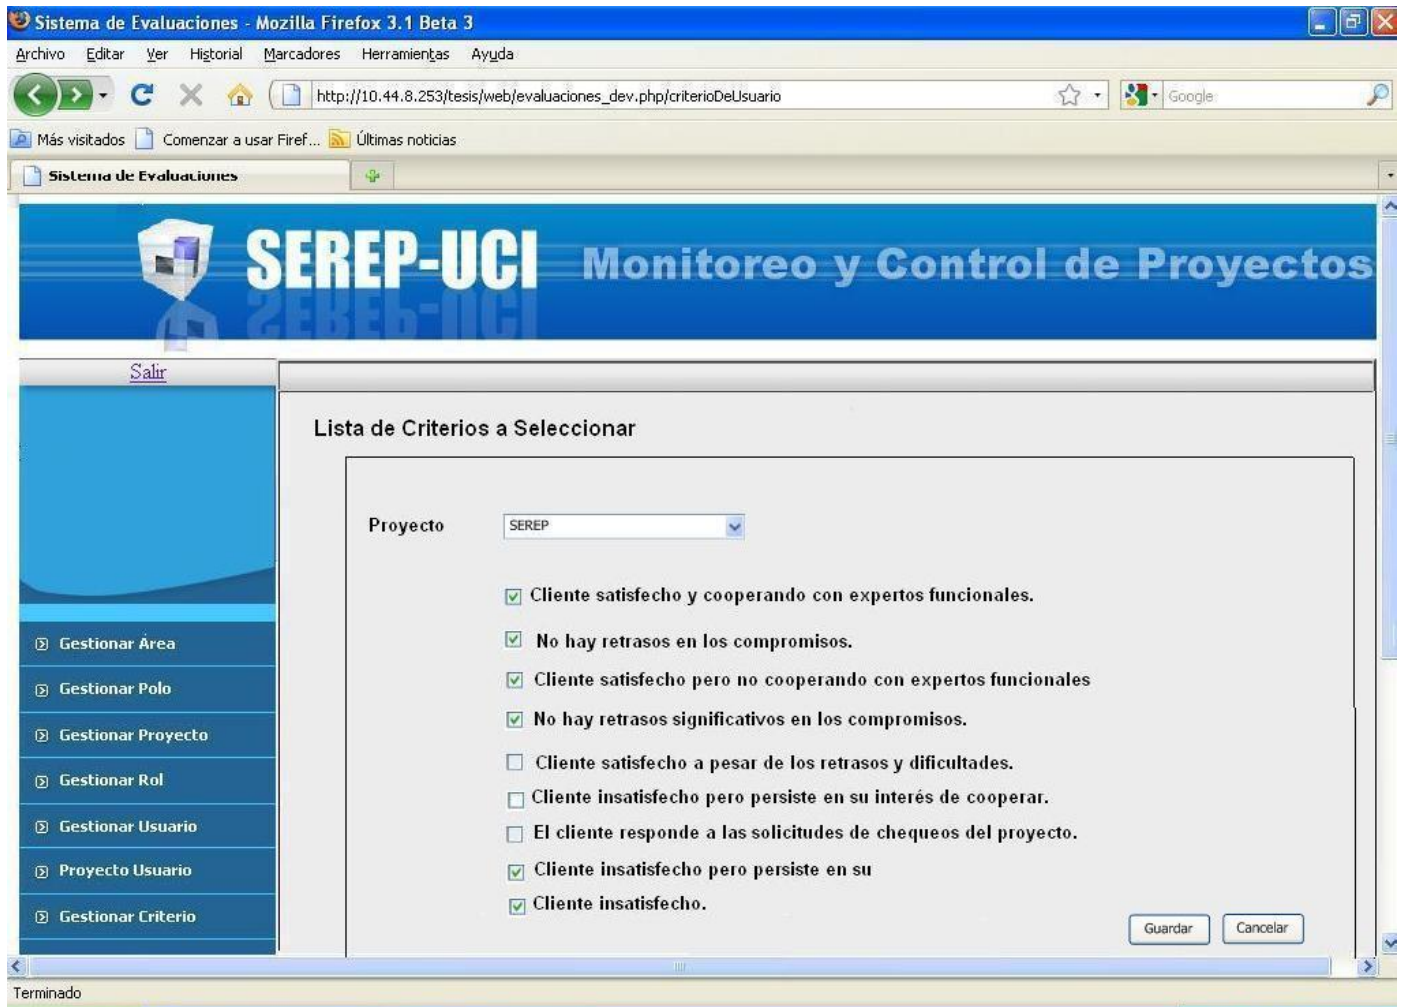 Sistema de Evaluaciones - Mozilla Firefox 3.1 Beta 3
Archivo Editar Ver Historial Marcadores Herramientas Ayuda
http://10.44.8.253/tesis/web/evaluaciones_dev.php/criterioDeUsuario Google
Más visitados Comenzar a usar Firef... Últimas noticias
Sistema de Evaluaciones
SEREP-UCI Monitoreo y Control de Proyectos
Salir
Lista de Criterios a Seleccionar
Proyecto SEREP
Cliente satisfecho y cooperando con expertos funcionales.
No hay retrasos en los compromisos.
Cliente satisfecho pero no cooperando con expertos funcionales
No hay retrasos significativos en los compromisos.
Cliente satisfecho a pesar de los retrasos y dificultades.
Cliente insatisfecho pero persiste en su interés de cooperar.
El cliente responde a las solicitudes de chequeos del proyecto.
Cliente insatisfecho pero persiste en su
Cliente insatisfecho.
Guardar Cancelar
Gestionar Área
Gestionar Polo
Gestionar Proyecto
Gestionar Rol
Gestionar Usuario
Proyecto Usuario
Gestionar Criterio
Terminado